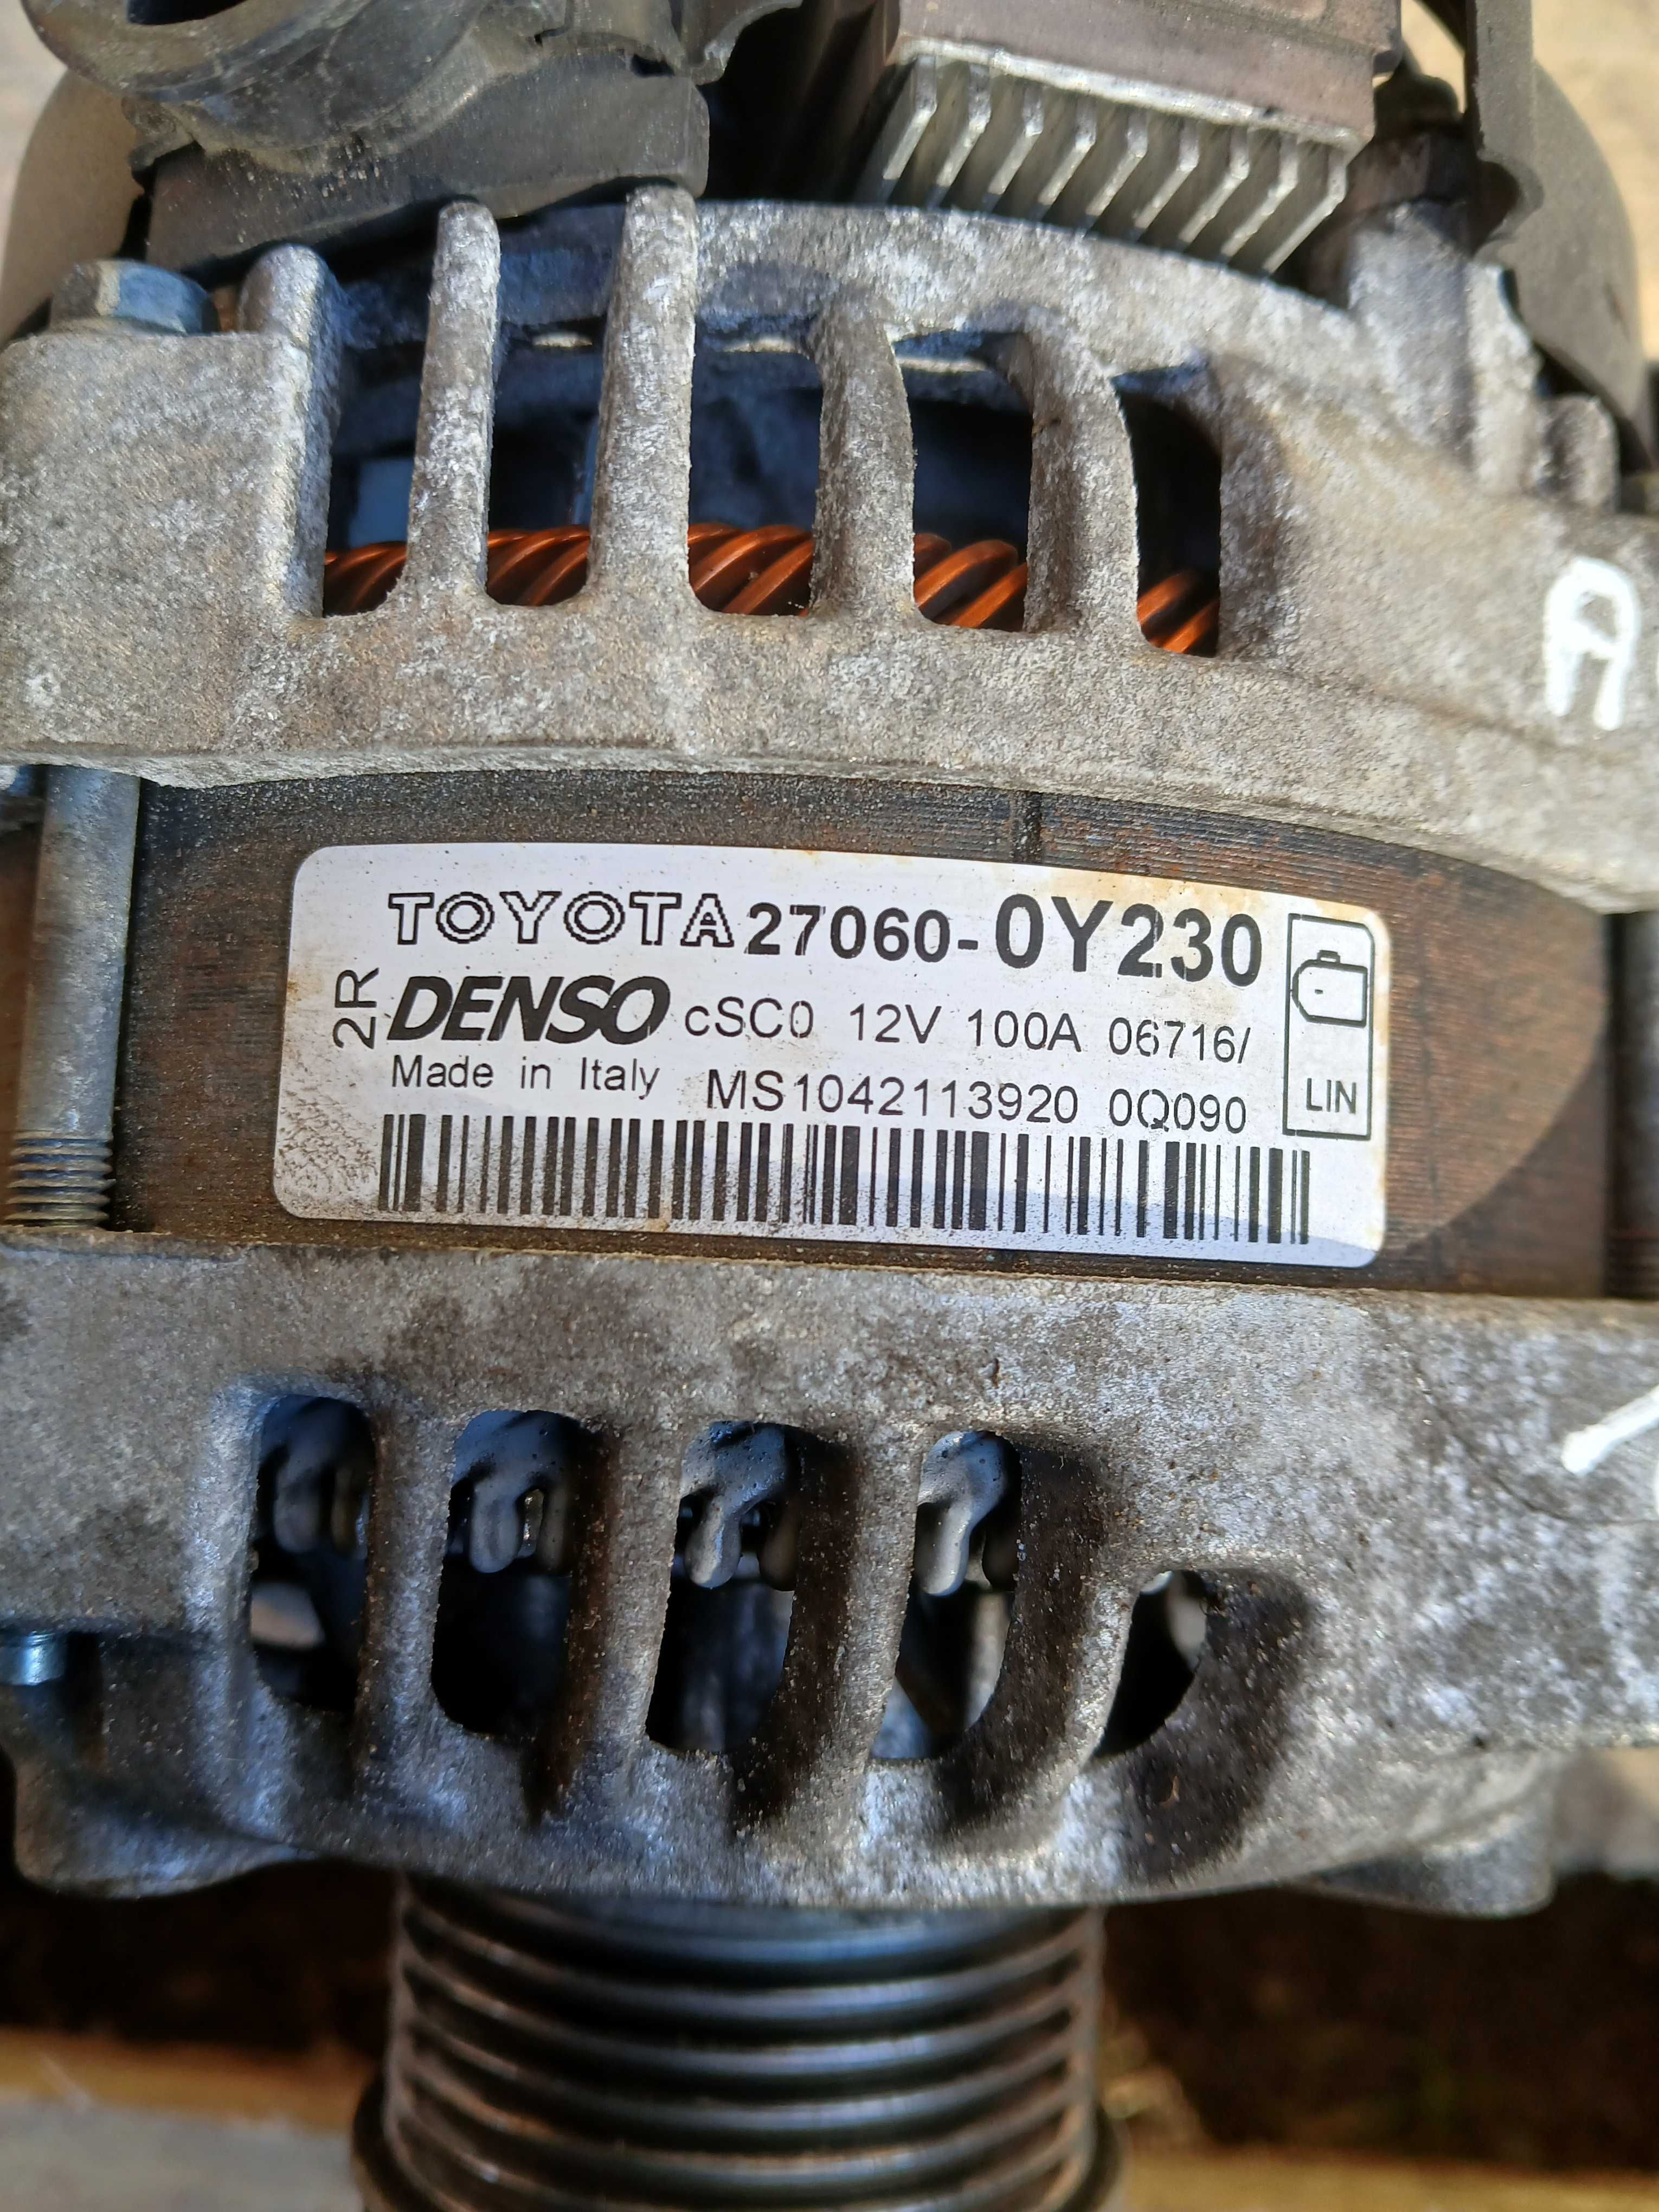 A
TOYOTA 27060-0Y230
2R
DENSO cSC0 12V 100A 06716/
Made in Italy MS1042113920 0Q090
LIN